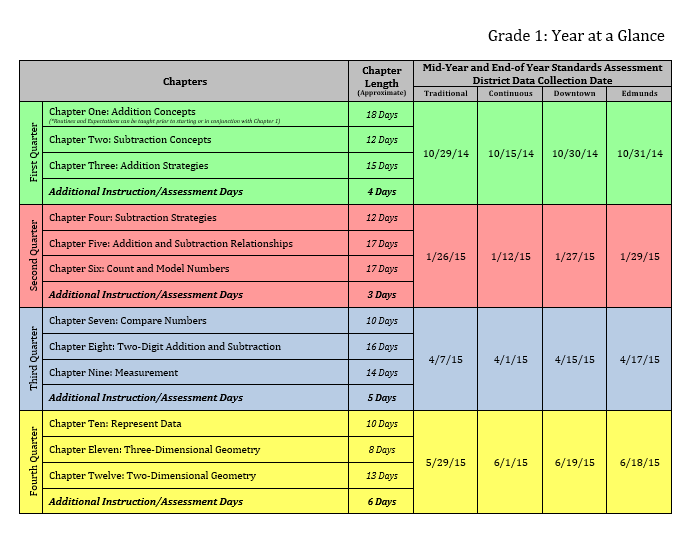 Grade 1: Year at a Glance
Chapters
Chapter
Length
(Approximate)
Mid-Year and End-of Year Standards Assessment
District Data Collection Date
Traditional Continuous Downtown Edmunds
First Quarter
Chapter One: Addition Concepts 18 Days
(*Routines and Expectations can be taught prior to starting or in conjunction with Chapter 1)
Chapter Two: Subtraction Concepts 12 Days
10/29/14 10/15/14 10/30/14 10/31/14
Chapter Three: Addition Strategies 15 Days
Additional Instruction/Assessment Days 4 Days
Second Quarter
Chapter Four: Subtraction Strategies 12 Days
Chapter Five: Addition and Subtraction Relationships 17 Days
1/26/15 1/12/15 1/27/15 1/29/15
Chapter Six: Count and Model Numbers 17 Days
Additional Instruction/Assessment Days 3 Days
Third Quarter
Chapter Seven: Compare Numbers 10 Days
Chapter Eight: Two-Digit Addition and Subtraction 16 Days
4/7/15 4/1/15 4/15/15 4/17/15
Chapter Nine: Measurement 14 Days
Additional Instruction/Assessment Days 5 Days
Fourth Quarter
Chapter Ten: Represent Data 10 Days
Chapter Eleven: Three-Dimensional Geometry 8 Days
5/29/15 6/1/15 6/19/15 6/18/15
Chapter Twelve: Two-Dimensional Geometry 13 Days
Additional Instruction/Assessment Days 6 Days